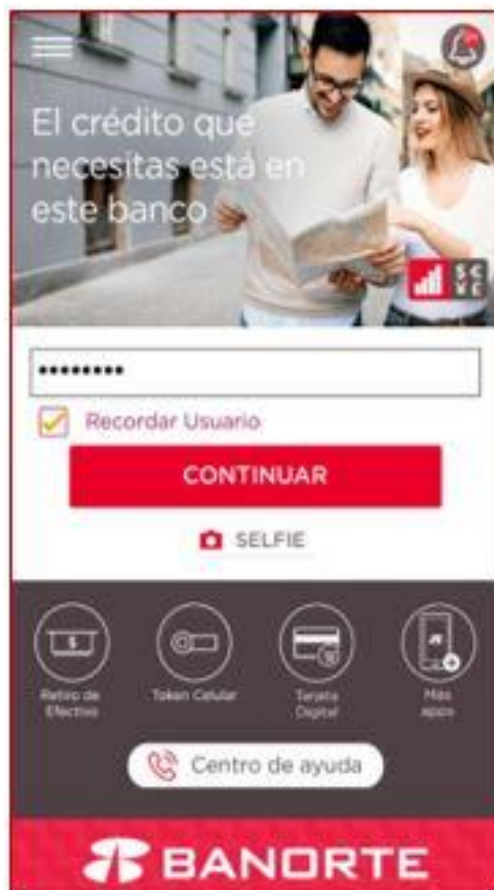 El crédito que
necesitas está en
este banco
$ €
¥ £
••••••••
Recordar Usuario
CONTINUAR
SELFIE
Retiro de
Efectivo
Token Celular
Tarjeta
Digital
Más
apps
Centro de ayuda
BANORTE